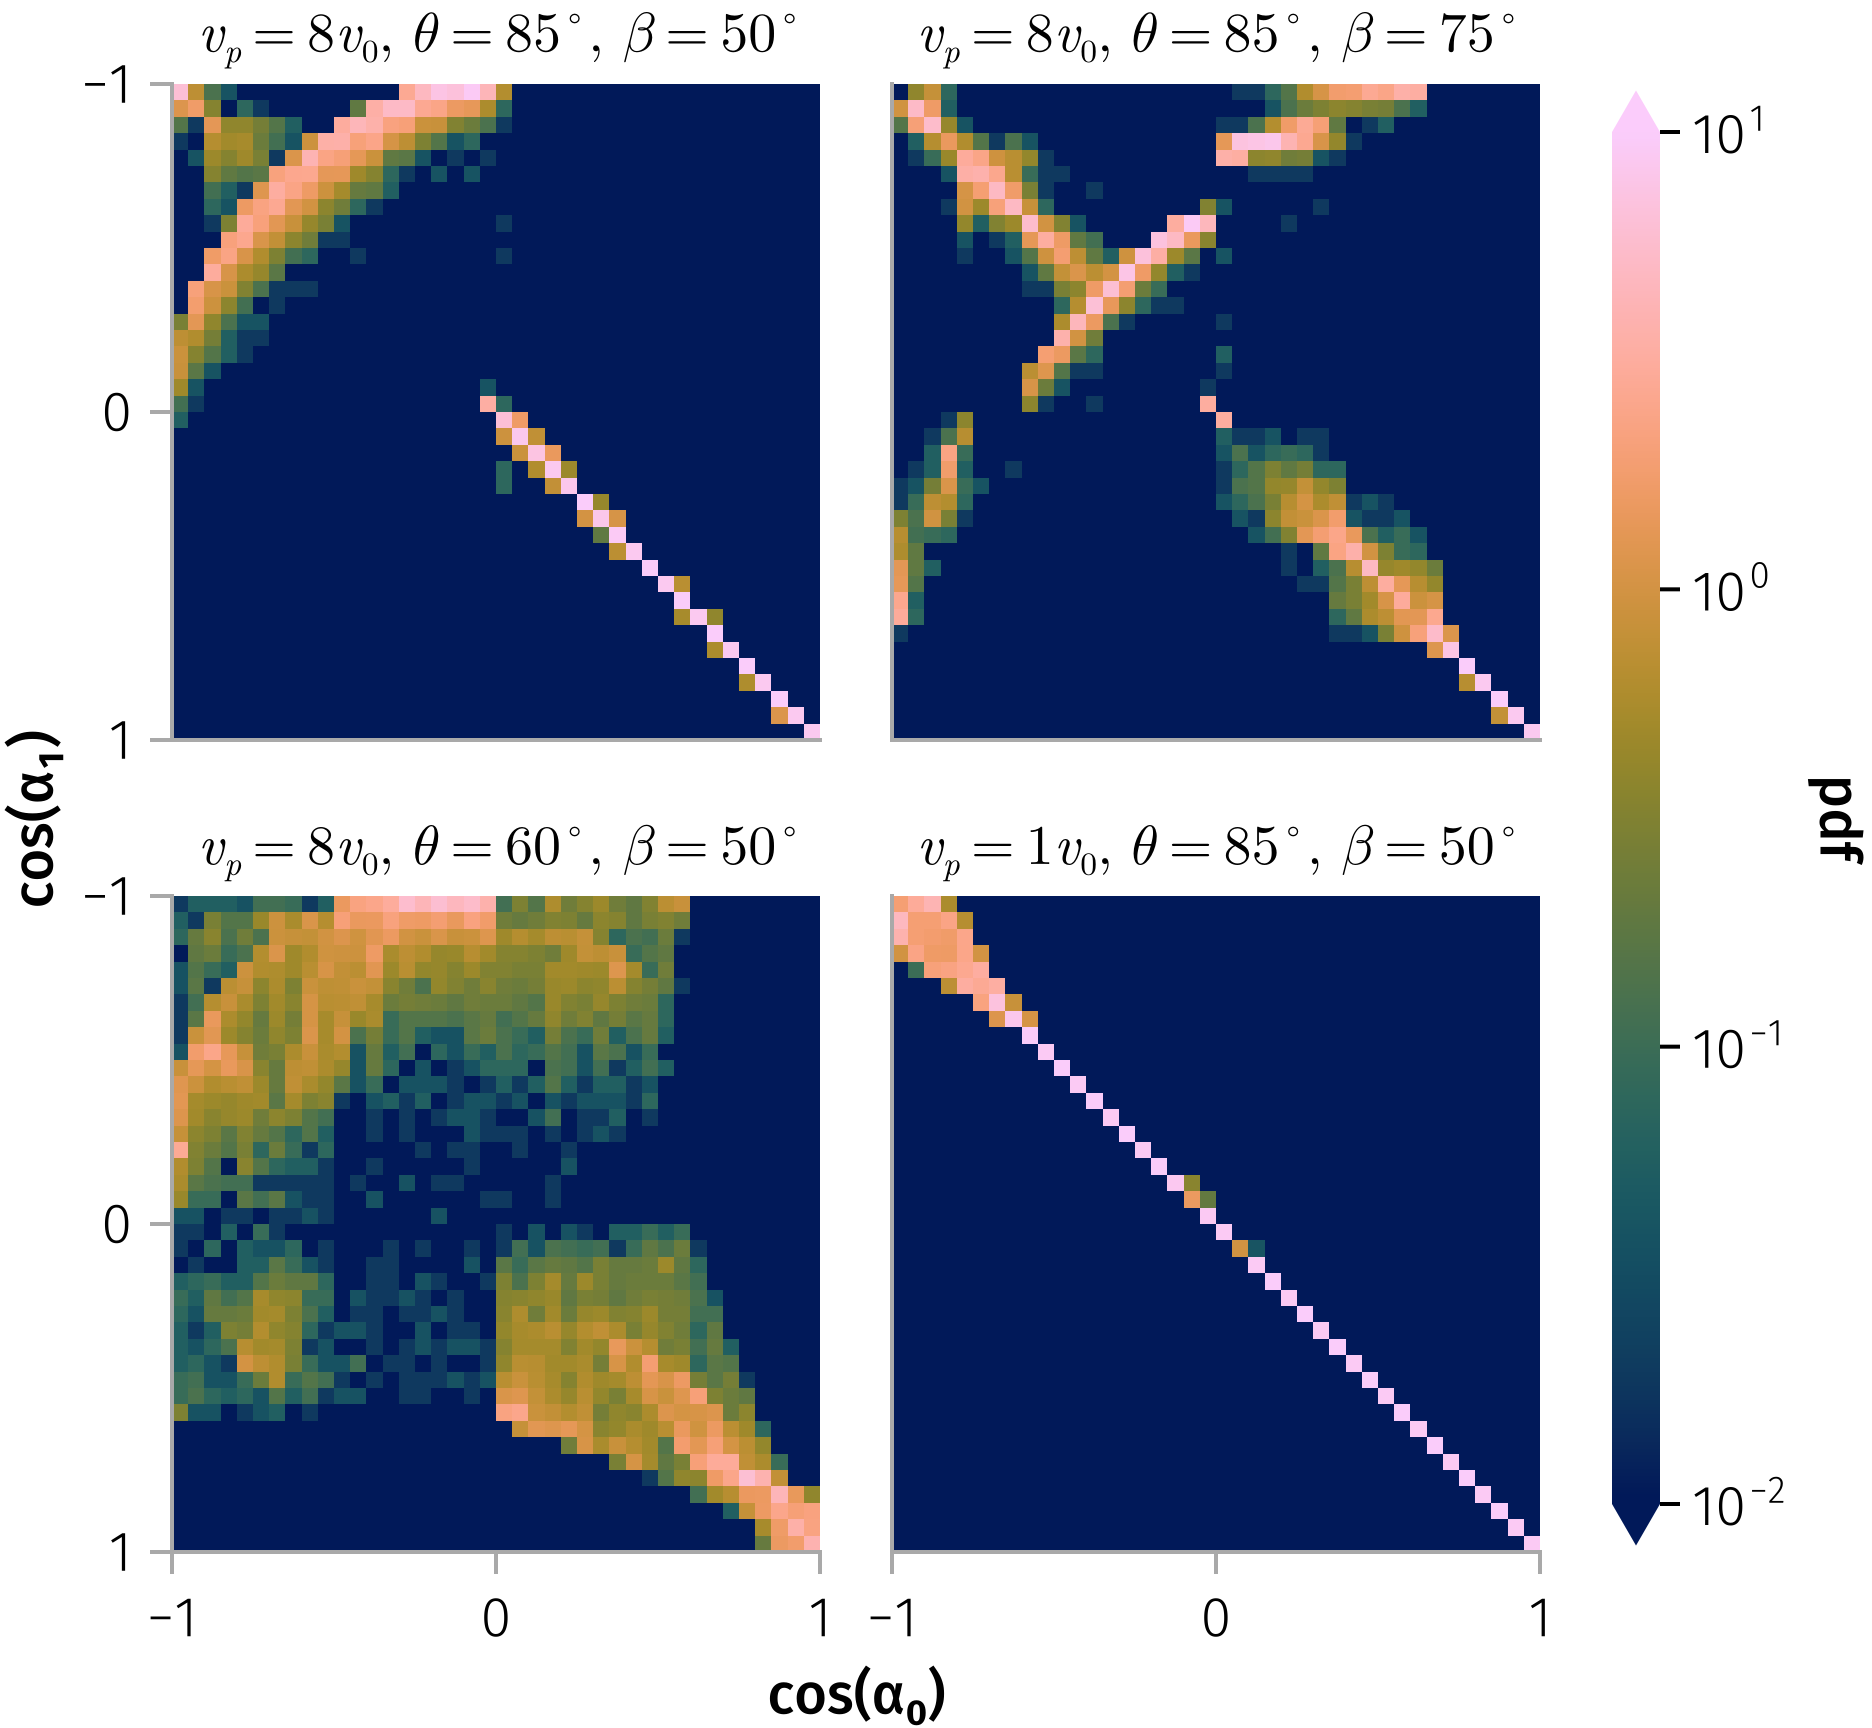 v_p = 8v_0, θ = 85°, β = 50°
v_p = 8v_0, θ = 85°, β = 75°
−1
0
1
v_p = 8v_0, θ = 60°, β = 50°
v_p = 1v_0, θ = 85°, β = 50°
−1
0
1
−1
0
1
−1
0
1
cos(α_0)
cos(α_1)
10^1
10^0
10^−1
10^−2
pdf